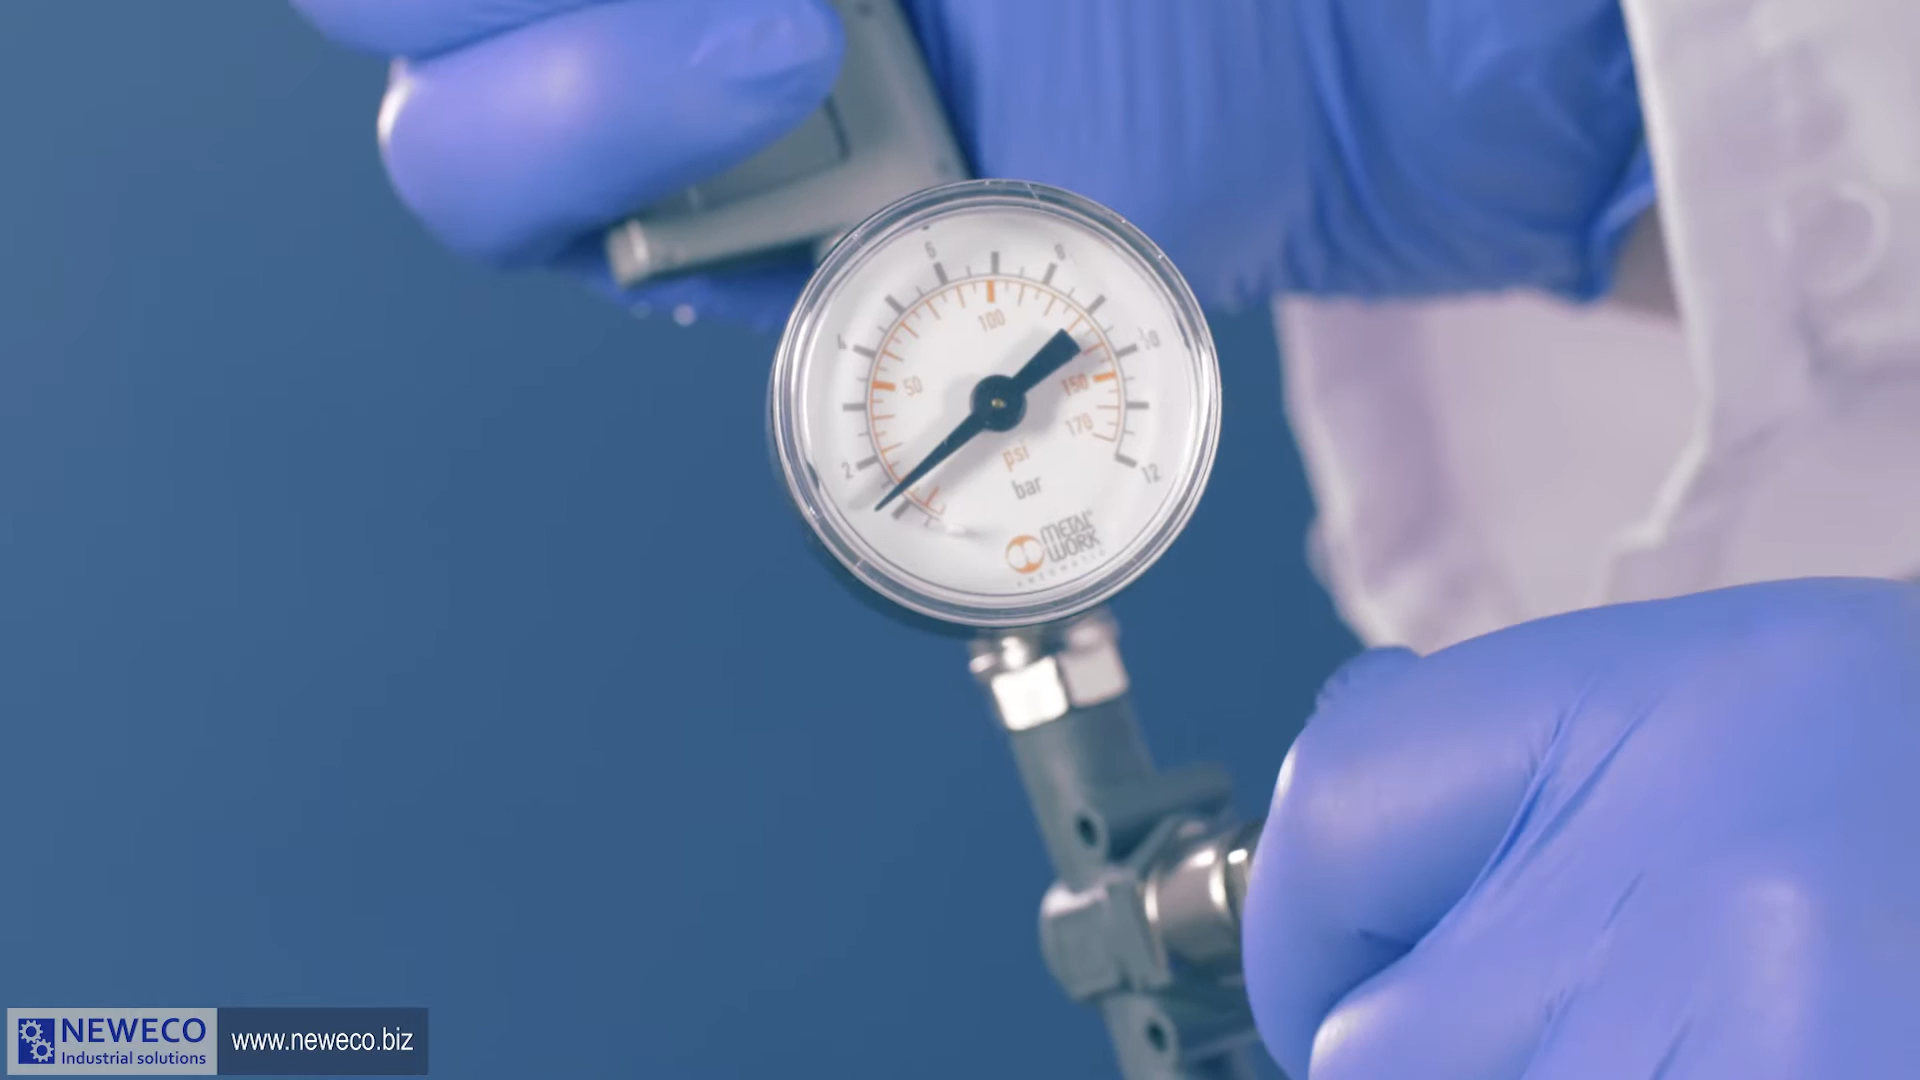 6
8
4
10
100
50
150
170
2
12
psi
bar
METAL
WORK
PNEUMATIC
NEWECO
Industrial solutions
www.neweco.biz